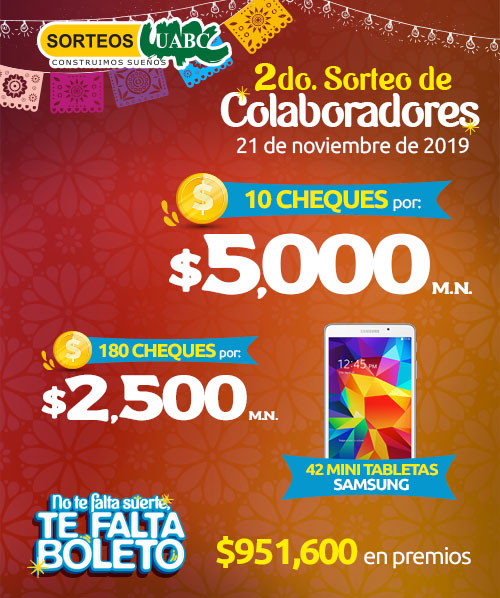 SORTEOS UABC
CONSTRUIMOS SUEÑOS
2do. Sorteo de
Colaboradores
21 de noviembre de 2019
10 CHEQUES por:
$5,000 M.N.
180 CHEQUES por:
$2,500 M.N.
SAMSUNG
12:45 PM
42 MINI TABLETAS
SAMSUNG
No te falta suerte,
TE FALTA
BOLETO
$951,600 en premios